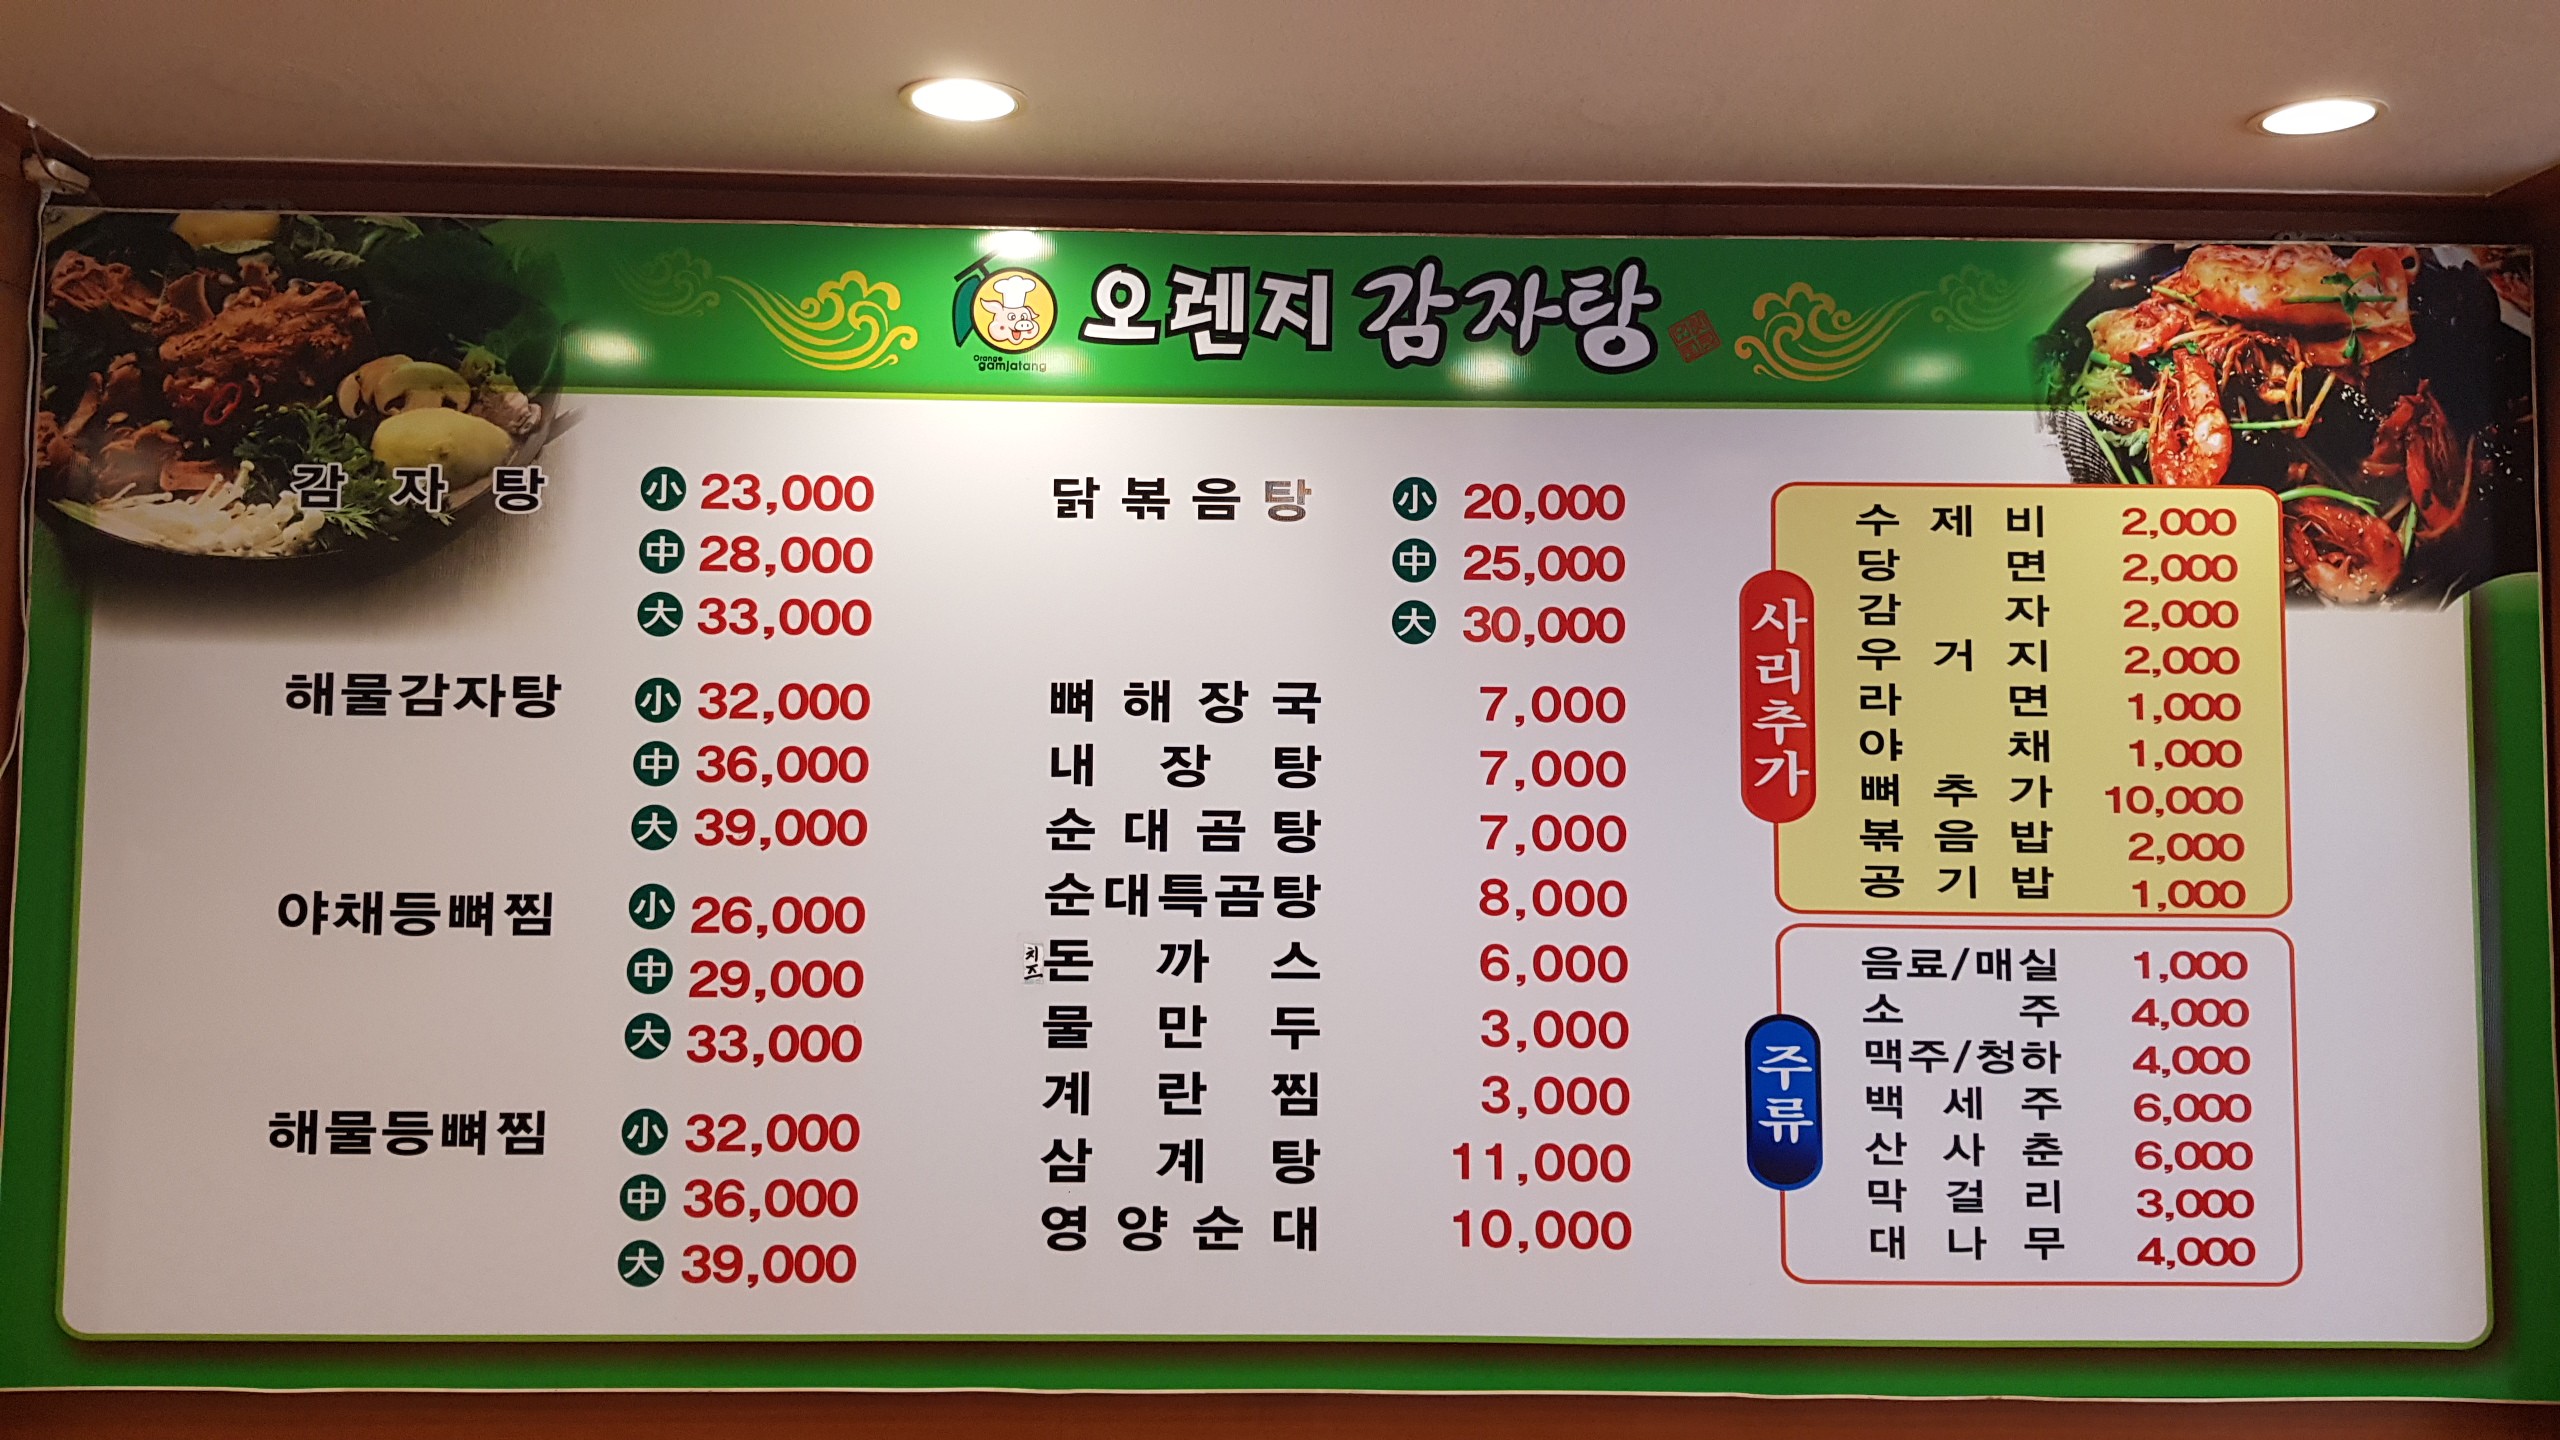 오렌지 감자탕
Orange
gamjatang
감자탕 小 23,000
中 28,000
大 33,000
해물감자탕 小 32,000
中 36,000
大 39,000
야채등뼈찜 小 26,000
中 29,000
大 33,000
해물등뼈찜 小 32,000
中 36,000
大 39,000
닭볶음탕 小 20,000
中 25,000
大 30,000
뼈해장국 7,000
내장탕 7,000
순대곰탕 7,000
순대특곰탕 8,000
치즈돈까스 6,000
물만두 3,000
계란찜 3,000
삼계탕 11,000
영양순대 10,000
사리추가
수제비 2,000
당면 2,000
감자 2,000
우거지 2,000
라면 1,000
야채 1,000
뼈추가 10,000
볶음밥 2,000
공기밥 1,000
주류
음료/매실 1,000
소주 4,000
맥주/청하 4,000
백세주 6,000
산사춘 6,000
막걸리 3,000
대나무 4,000